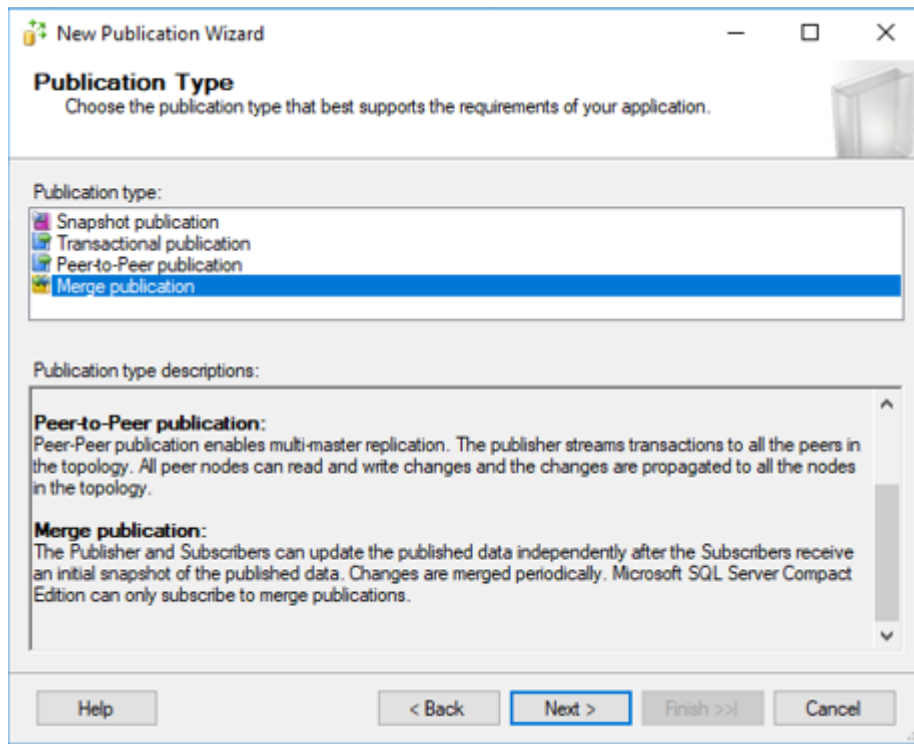 New Publication Wizard
Publication Type
Choose the publication type that best supports the requirements of your application.
Publication type:
Snapshot publication
Transactional publication
Peer-to-Peer publication
Merge publication
Publication type descriptions:
Peer-to-Peer publication:
Peer-Peer publication enables multi-master replication. The publisher streams transactions to all the peers in
the topology. All peer nodes can read and write changes and the changes are propagated to all the nodes
in the topology.
Merge publication:
The Publisher and Subscribers can update the published data independently after the Subscribers receive
an initial snapshot of the published data. Changes are merged periodically. Microsoft SQL Server Compact
Edition can only subscribe to merge publications.
Help
< Back
Next >
Finish >>|
Cancel